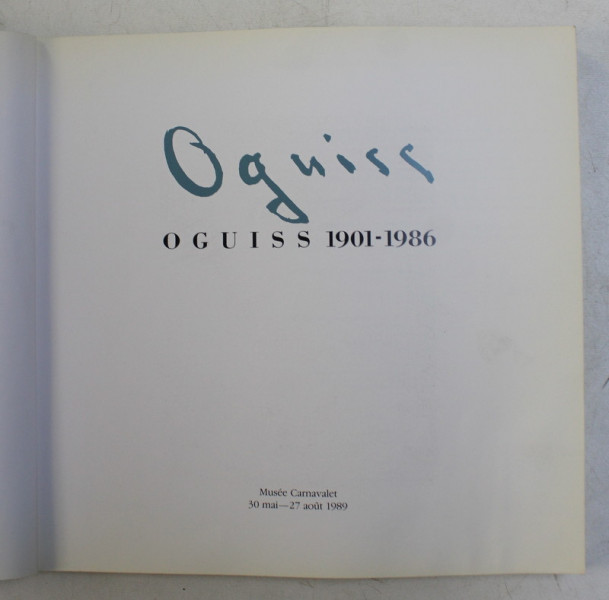 Oguiss
OGUISS 1901-1986
Musée Carnavalet
30 mai—27 août 1989